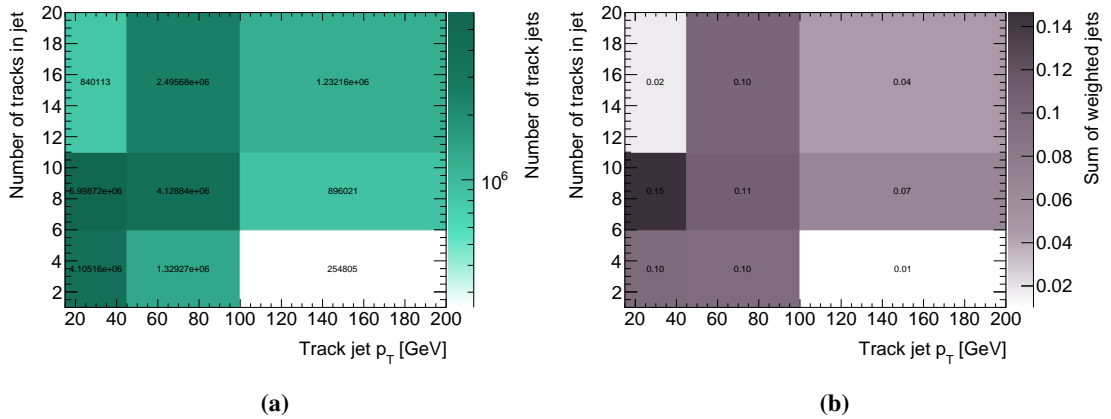 Number of tracks in jet
20
18
16
14
12
10
8
6
4
2
840113
2.49568e+06
1.23216e+06
5.99872e+06
4.12884e+06
896021
4.10516e+06
1.32927e+06
254805
20 40 60 80 100 120 140 160 180 200
Track jet p_T [GeV]
10^6
Number of track jets
(a)
Number of tracks in jet
20
18
16
14
12
10
8
6
4
2
0.02
0.10
0.04
0.15
0.11
0.07
0.10
0.10
0.01
20 40 60 80 100 120 140 160 180 200
Track jet p_T [GeV]
0.14
0.12
0.1
0.08
0.06
0.04
0.02
Sum of weighted jets
(b)